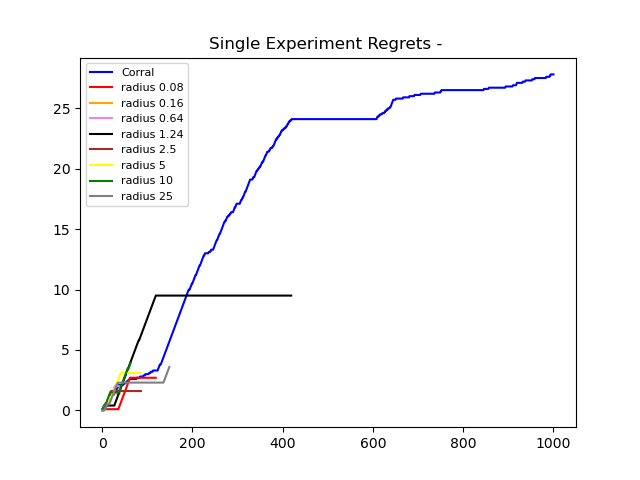 Single Experiment Regrets -
Corral
radius 0.08
radius 0.16
radius 0.64
radius 1.24
radius 2.5
radius 5
radius 10
radius 25
25
20
15
10
5
0
0 200 400 600 800 1000